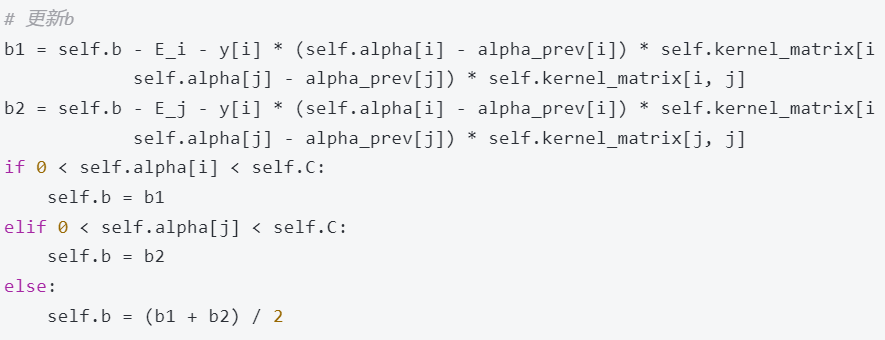 # 更新b
b1 = self.b - E_i - y[i] * (self.alpha[i] - alpha_prev[i]) * self.kernel_matrix[i
self.alpha[j] - alpha_prev[j]) * self.kernel_matrix[i, j]
b2 = self.b - E_j - y[i] * (self.alpha[i] - alpha_prev[i]) * self.kernel_matrix[i
self.alpha[j] - alpha_prev[j]) * self.kernel_matrix[j, j]
if 0 < self.alpha[i] < self.C:
self.b = b1
elif 0 < self.alpha[j] < self.C:
self.b = b2
else:
self.b = (b1 + b2) / 2